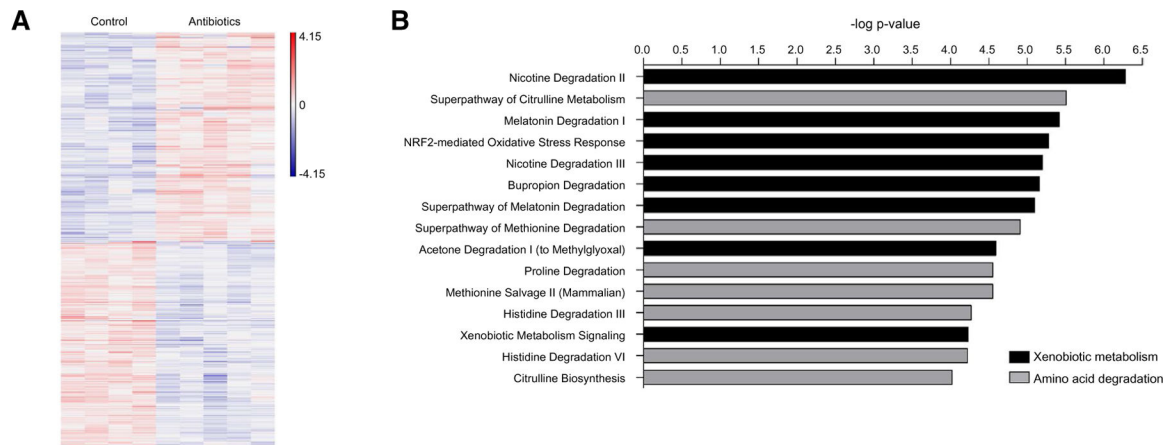 A
Control Antibiotics
4.15
0
-4.15
B
-log p-value
0.0 0.5 1.0 1.5 2.0 2.5 3.0 3.5 4.0 4.5 5.0 5.5 6.0 6.5
Nicotine Degradation II
Superpathway of Citrulline Metabolism
Melatonin Degradation I
NRF2-mediated Oxidative Stress Response
Nicotine Degradation III
Bupropion Degradation
Superpathway of Melatonin Degradation
Superpathway of Methionine Degradation
Acetone Degradation I (to Methylglyoxal)
Proline Degradation
Methionine Salvage II (Mammalian)
Histidine Degradation III
Xenobiotic Metabolism Signaling
Histidine Degradation VI
Citrulline Biosynthesis
Xenobiotic metabolism
Amino acid degradation